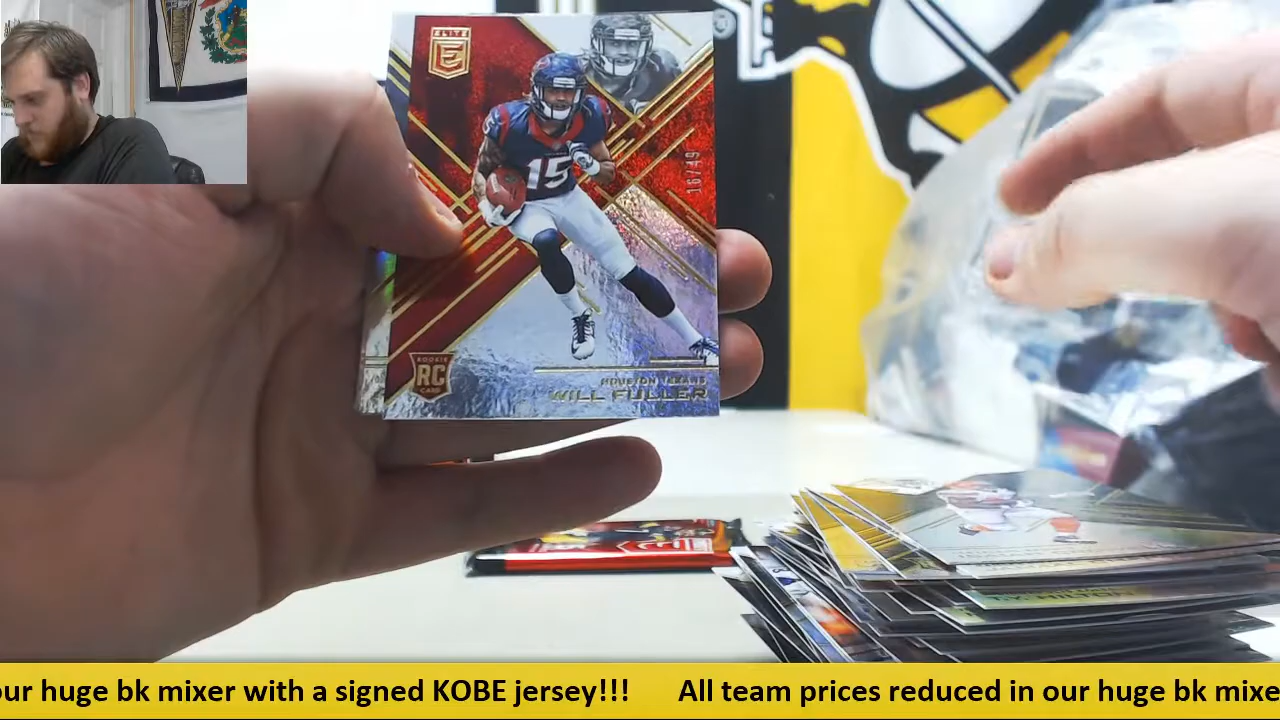 ELITE
E
15
16/49
ROOKIE
RC
CARD
HOUSTON TEXANS
WILL FULLER
our huge bk mixer with a signed KOBE jersey!!! All team prices reduced in our huge bk mixe